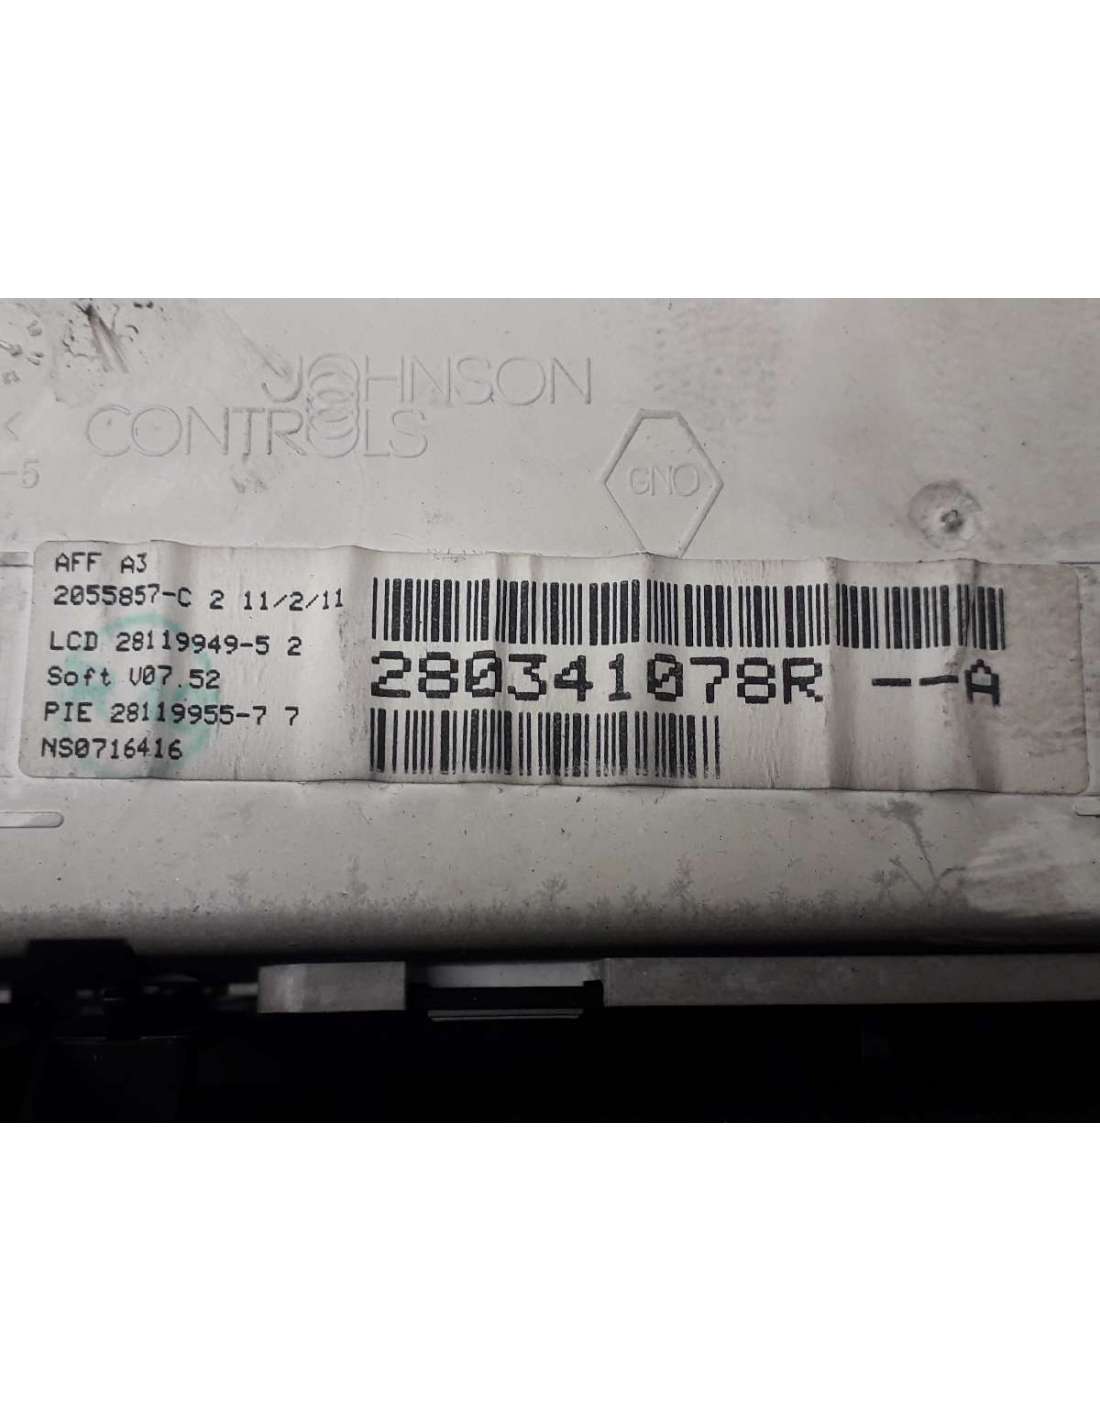 JOHNSON
CONTROLS
-5
GNO
AFF A3
2055857-C 2 11/2/11
LCD 28119949-5 2
Soft V07.52
PIE 28119955-7 7
NS0716416
280341078R --A